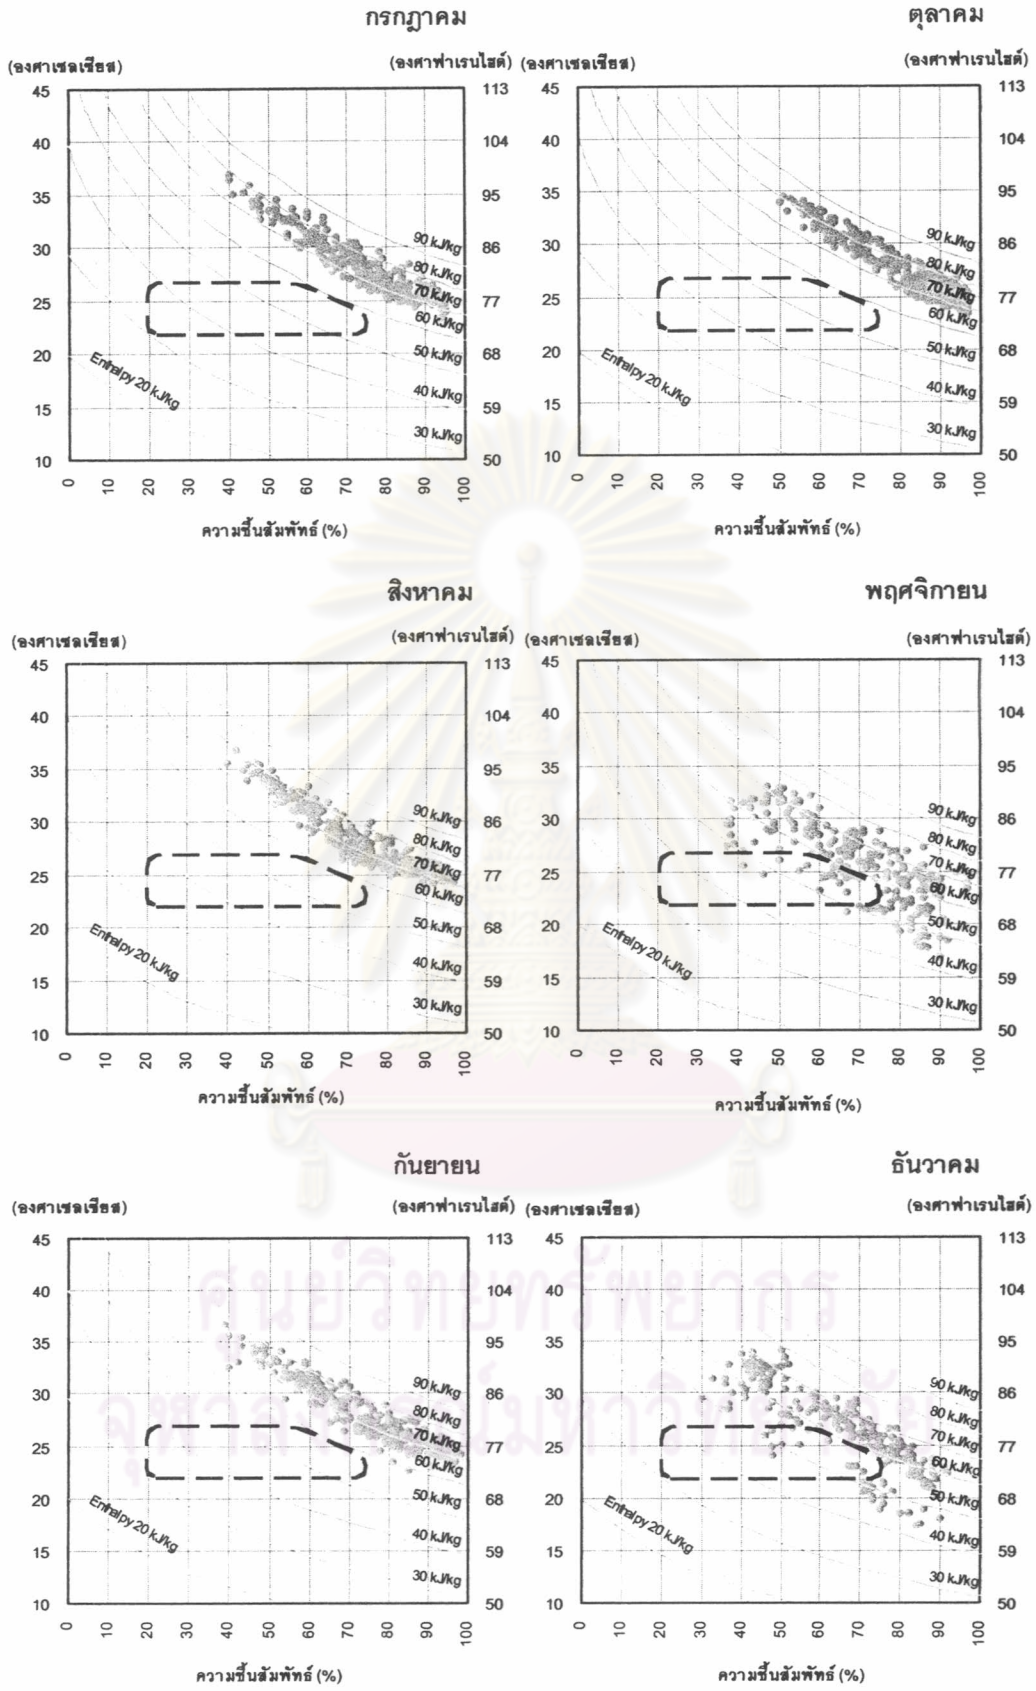 กรกฎาคม
(องศาเซลเซียส) (องศาฟาเรนไฮด์)
45 113
40 104
35 95
30 90 kJ/kg 86
80 kJ/kg
25 70 kJ/kg 77
60 kJ/kg
20 Enthalpy 20 kJ/kg 50 kJ/kg 68
40 kJ/kg
15 59
30 kJ/kg
10 50
0 10 20 30 40 50 60 70 80 90 100
ความชื้นสัมพัทธ์ (%)
ตุลาคม
(องศาเซลเซียส) (องศาฟาเรนไฮด์)
45 113
40 104
35 95
30 90 kJ/kg 86
80 kJ/kg
25 70 kJ/kg 77
60 kJ/kg
20 Enthalpy 20 kJ/kg 50 kJ/kg 68
40 kJ/kg
15 59
30 kJ/kg
10 50
0 10 20 30 40 50 60 70 80 90 100
ความชื้นสัมพัทธ์ (%)
สิงหาคม
(องศาเซลเซียส) (องศาฟาเรนไฮด์)
45 113
40 104
35 95
30 90 kJ/kg 86
80 kJ/kg
25 70 kJ/kg 77
60 kJ/kg
20 Enthalpy 20 kJ/kg 50 kJ/kg 68
40 kJ/kg
15 59
30 kJ/kg
10 50
0 10 20 30 40 50 60 70 80 90 100
ความชื้นสัมพัทธ์ (%)
พฤศจิกายน
(องศาเซลเซียส) (องศาฟาเรนไฮด์)
45 113
40 104
35 95
30 90 kJ/kg 86
80 kJ/kg
25 70 kJ/kg 77
60 kJ/kg
20 Enthalpy 20 kJ/kg 50 kJ/kg 68
40 kJ/kg
15 59
30 kJ/kg
10 50
0 10 20 30 40 50 60 70 80 90 100
ความชื้นสัมพัทธ์ (%)
กันยายน
(องศาเซลเซียส) (องศาฟาเรนไฮด์)
45 113
40 104
35 95
30 90 kJ/kg 86
80 kJ/kg
25 70 kJ/kg 77
60 kJ/kg
20 Enthalpy 20 kJ/kg 50 kJ/kg 68
40 kJ/kg
15 59
30 kJ/kg
10 50
0 10 20 30 40 50 60 70 80 90 100
ความชื้นสัมพัทธ์ (%)
ธันวาคม
(องศาเซลเซียส) (องศาฟาเรนไฮด์)
45 113
40 104
35 95
30 90 kJ/kg 86
80 kJ/kg
25 70 kJ/kg 77
60 kJ/kg
20 Enthalpy 20 kJ/kg 50 kJ/kg 68
40 kJ/kg
15 59
30 kJ/kg
10 50
0 10 20 30 40 50 60 70 80 90 100
ความชื้นสัมพัทธ์ (%)
ศูนย์วิทยทรัพยากร
จุฬาลงกรณ์มหาวิทยาลัย